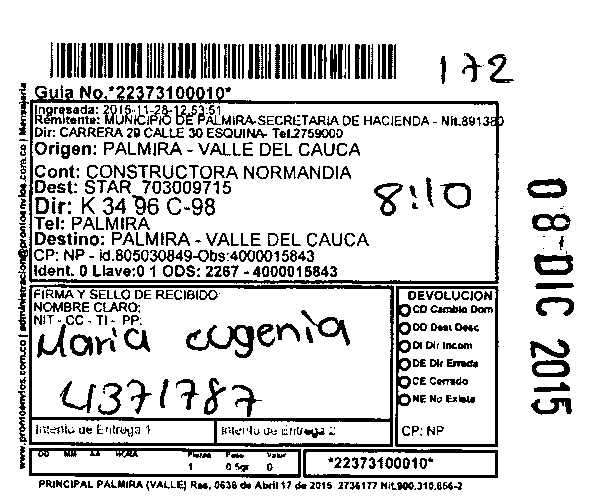 172
Guia No.*22373100010*
Ingresada: 2015-11-28-12.53:51
Remitente: MUNICIPIO DE PALMIRA-SECRETARIA DE HACIENDA - Nit.891380
Dir: CARRERA 29 CALLE 30 ESQUINA- Tel.2759000
Origen: PALMIRA - VALLE DEL CAUCA
Cont: CONSTRUCTORA NORMANDIA
Dest: STAR_703009715
8:10
Dir: K 34 96 C-98
Tel: PALMIRA
Destino: PALMIRA - VALLE DEL CAUCA
CP: NP - id.805030849-Obs:4000015843
Ident. 0 Llave:0 1 ODS: 2267 - 4000015843
08 DIC 2015
FIRMA Y SELLO DE RECIBIDO
NOMBRE CLARO:
NIT - CC - TI - PP:
Maria eugenia
4371787
Intento de Entrega 1
Intento de Entrega 2
DEVOLUCION
CD Cambio Dom
DD Dest Desc
DI Dir Incom
DE Dir Errada
CE Cerrado
NE No Existe
CP: NP
DD MM AA HORA
Piezas Peso Valor
1 0.5gr 0
*22373100010*
PRINCIPAL PALMIRA (VALLE) Res, 0636 de Abril 17 de 2015 2736177 Nit.900.310.856-2
www.prontoenvios.com.co | administracion@prontoenvios.com.co | Mensajeria